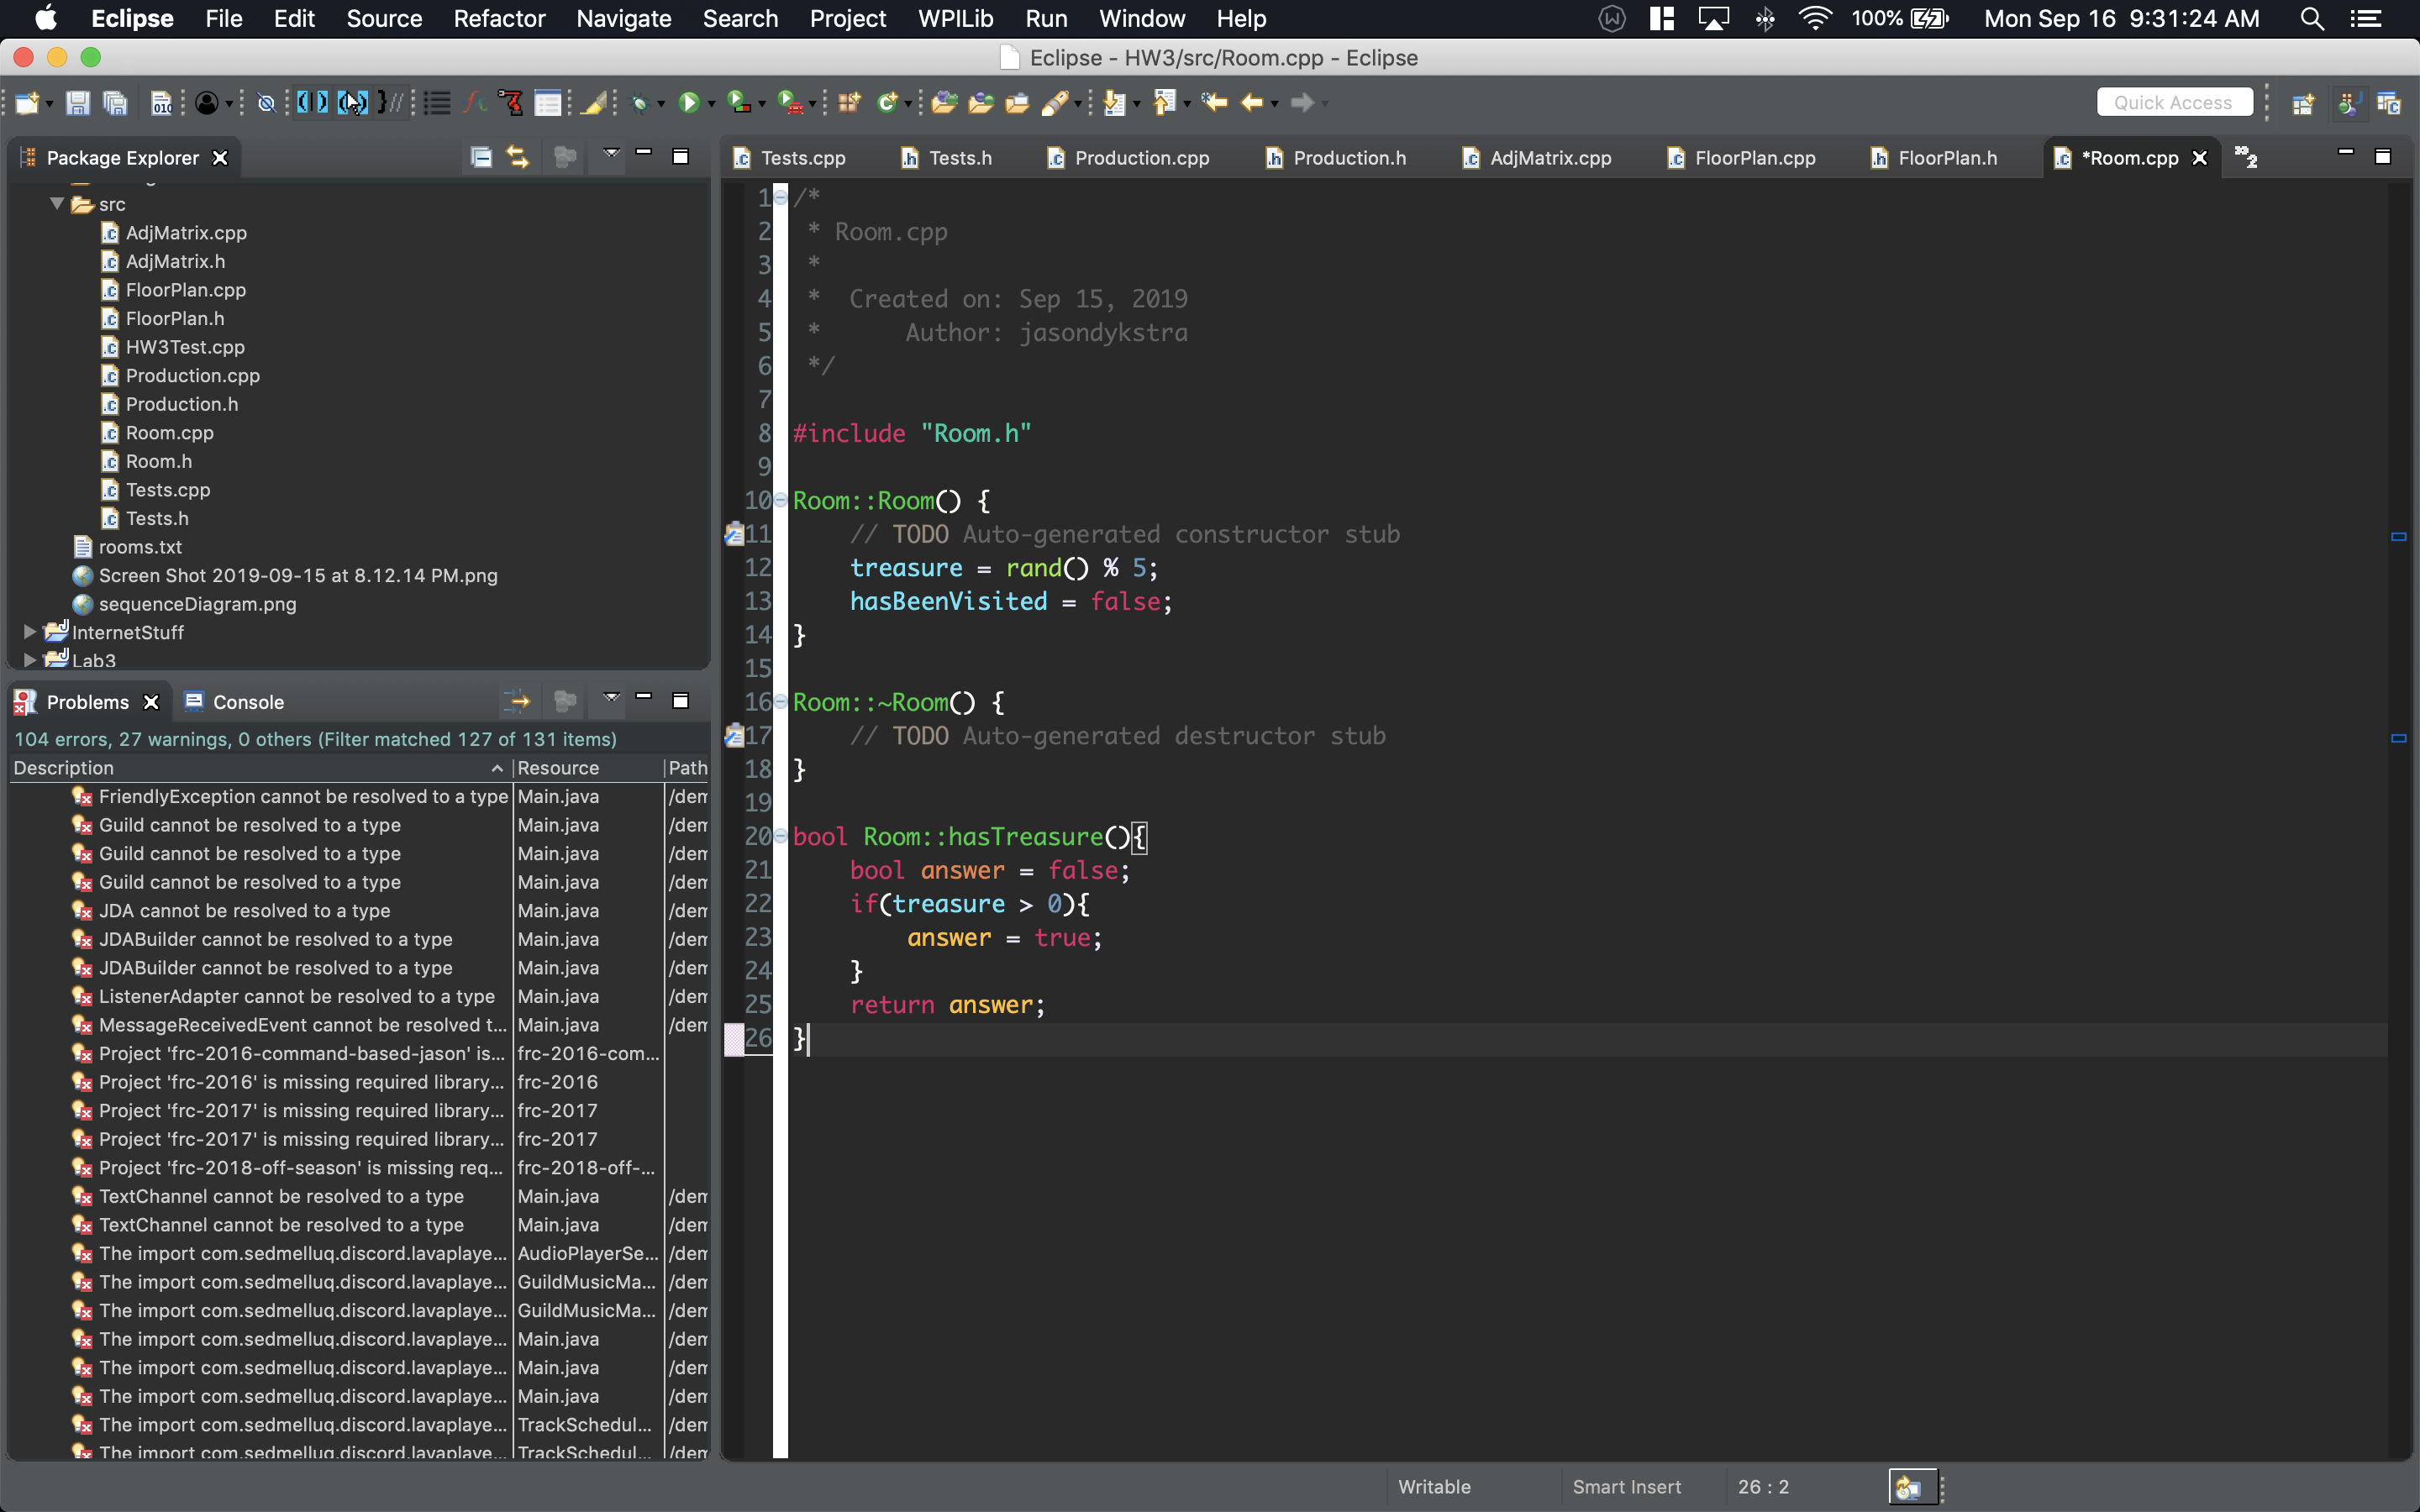 Eclipse File Edit Source Refactor Navigate Search Project WPILib Run Window Help 100% Mon Sep 16 9:31:24 AM
Eclipse - HW3/src/Room.cpp - Eclipse
Quick Access
Package Explorer
src
AdjMatrix.cpp
AdjMatrix.h
FloorPlan.cpp
FloorPlan.h
HW3Test.cpp
Production.cpp
Production.h
Room.cpp
Room.h
Tests.cpp
Tests.h
rooms.txt
Screen Shot 2019-09-15 at 8.12.14 PM.png
sequenceDiagram.png
InternetStuff
Lab3
Problems Console
104 errors, 27 warnings, 0 others (Filter matched 127 of 131 items)
Description Resource Path
FriendlyException cannot be resolved to a type Main.java /dem
Guild cannot be resolved to a type Main.java /dem
Guild cannot be resolved to a type Main.java /dem
Guild cannot be resolved to a type Main.java /dem
JDA cannot be resolved to a type Main.java /dem
JDABuilder cannot be resolved to a type Main.java /dem
JDABuilder cannot be resolved to a type Main.java /dem
ListenerAdapter cannot be resolved to a type Main.java /dem
MessageReceivedEvent cannot be resolved t... Main.java /dem
Project 'frc-2016-command-based-jason' is... frc-2016-com...
Project 'frc-2016' is missing required library... frc-2016
Project 'frc-2017' is missing required library... frc-2017
Project 'frc-2017' is missing required library... frc-2017
Project 'frc-2018-off-season' is missing req... frc-2018-off-...
TextChannel cannot be resolved to a type Main.java /dem
TextChannel cannot be resolved to a type Main.java /dem
The import com.sedmelluq.discord.lavaplaye... AudioPlayerSe... /dem
The import com.sedmelluq.discord.lavaplaye... GuildMusicMa... /dem
The import com.sedmelluq.discord.lavaplaye... GuildMusicMa... /dem
The import com.sedmelluq.discord.lavaplaye... Main.java /dem
The import com.sedmelluq.discord.lavaplaye... Main.java /dem
The import com.sedmelluq.discord.lavaplaye... Main.java /dem
The import com.sedmelluq.discord.lavaplaye... TrackSchedul... /dem
The import com.sedmelluq.discord.lavaplaye... TrackSchedul... /dem
Tests.cpp Tests.h Production.cpp Production.h AdjMatrix.cpp FloorPlan.cpp FloorPlan.h *Room.cpp »2
1 /*
2 * Room.cpp
3 *
4 * Created on: Sep 15, 2019
5 * Author: jasondykstra
6 */
7
8 #include "Room.h"
9
10 Room::Room() {
11 // TODO Auto-generated constructor stub
12 treasure = rand() % 5;
13 hasBeenVisited = false;
14 }
15
16 Room::~Room() {
17 // TODO Auto-generated destructor stub
18 }
19
20 bool Room::hasTreasure(){
21 bool answer = false;
22 if(treasure > 0){
23 answer = true;
24 }
25 return answer;
26 }
Writable Smart Insert 26 : 2